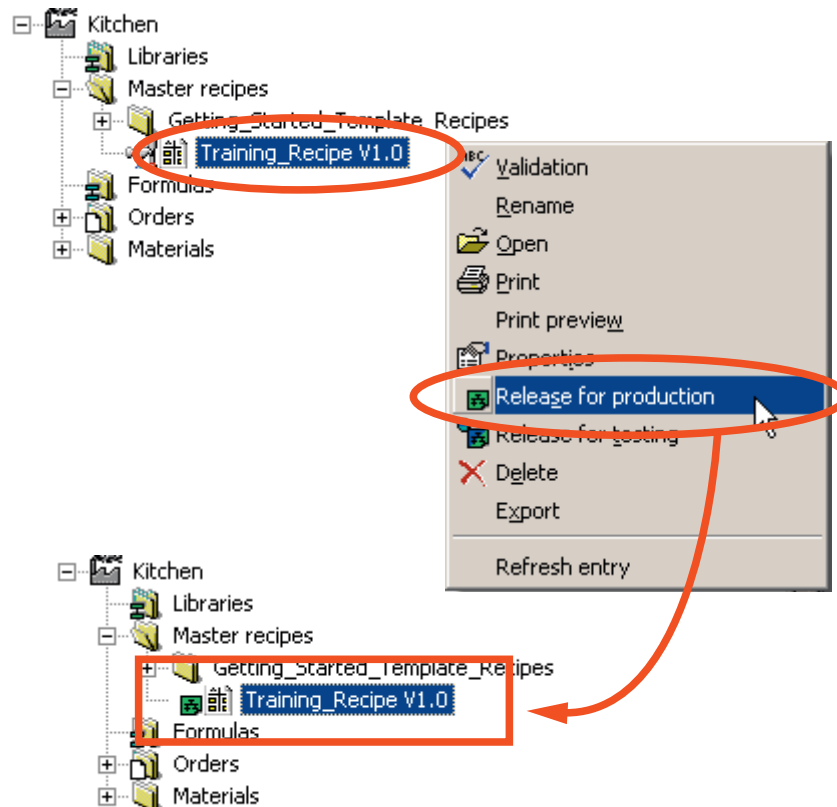 Kitchen
Libraries
Master recipes
Getting_Started_Template_Recipes
Training_Recipe V1.0
Formulas
Orders
Materials
ABC
Validation
Rename
Open
Print
Print preview
Properties
Release for production
Release for testing
Delete
Export
Refresh entry
Kitchen
Libraries
Master recipes
Getting_Started_Template_Recipes
Training_Recipe V1.0
Formulas
Orders
Materials